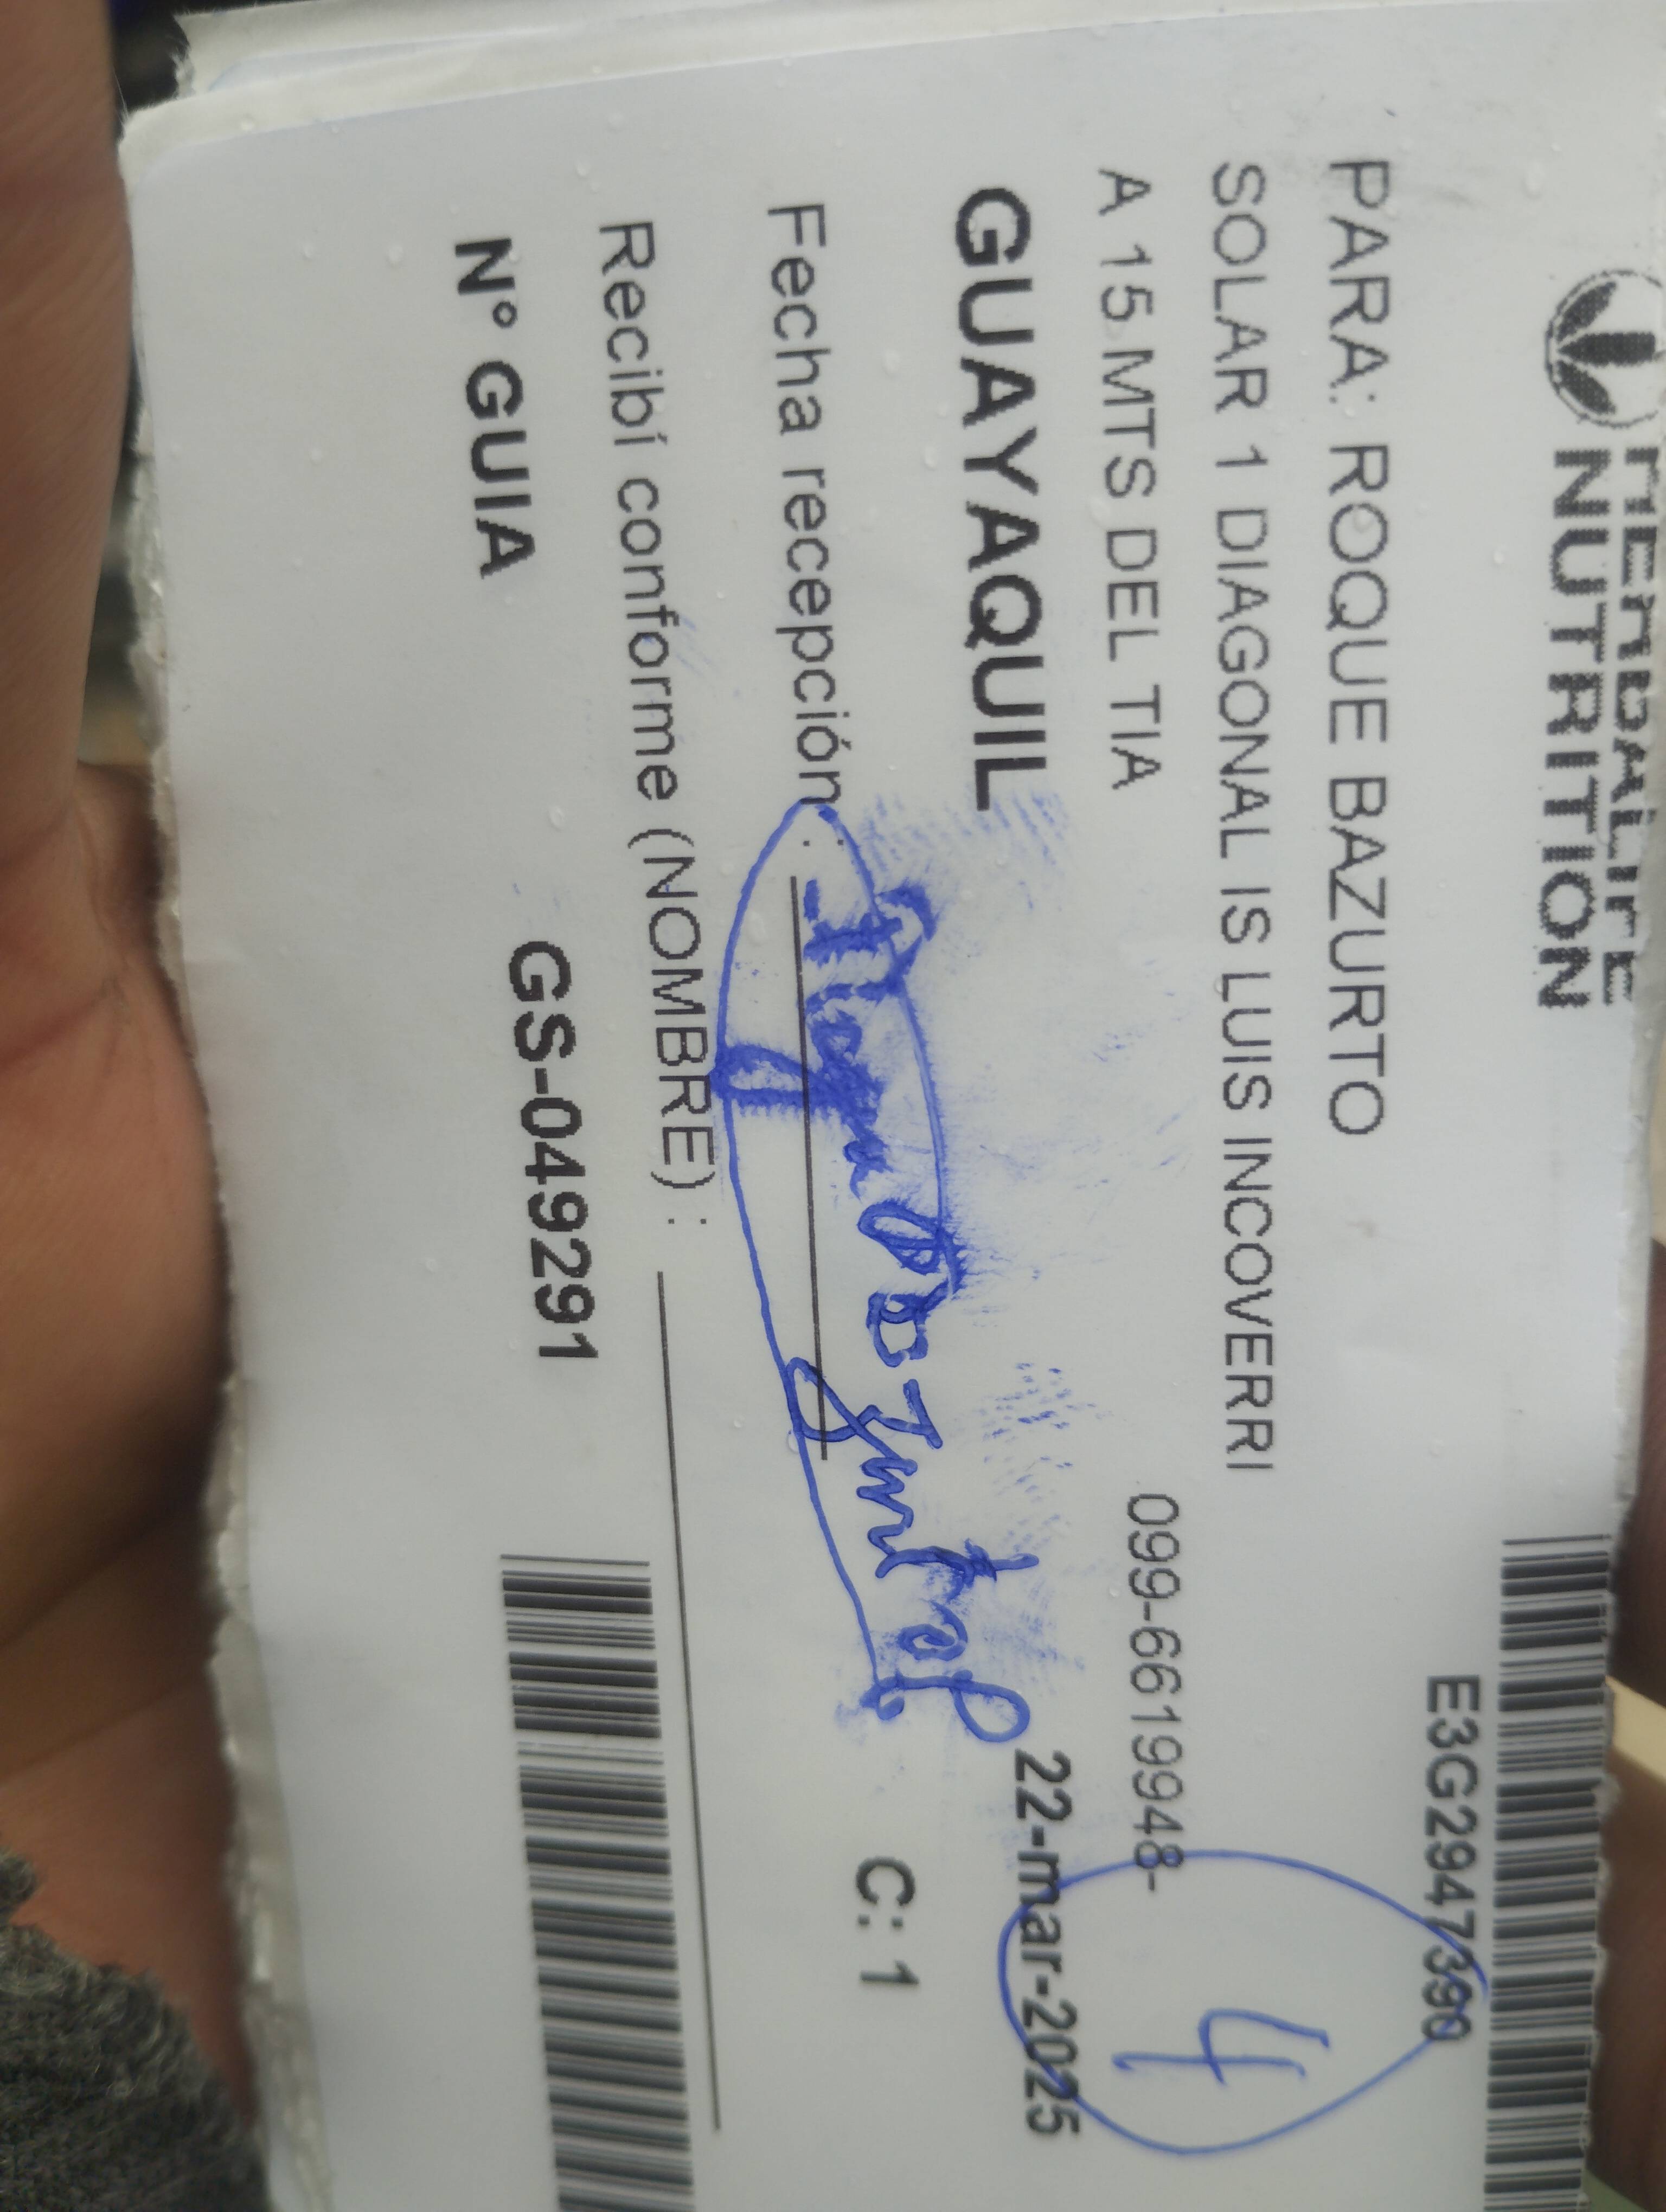 HERBALIFE
NUTRITION
E3G2947390
PARA: ROQUE BAZURTO
SOLAR 1 DIAGONAL IS LUIS INCOVERRI
A 15 MTS DEL TIA
099-6619948-
4
GUAYAQUIL
22-mar-2025
Fecha recepción :
C: 1
Recibí conforme (NOMBRE) :
N° GUIA
GS-049291